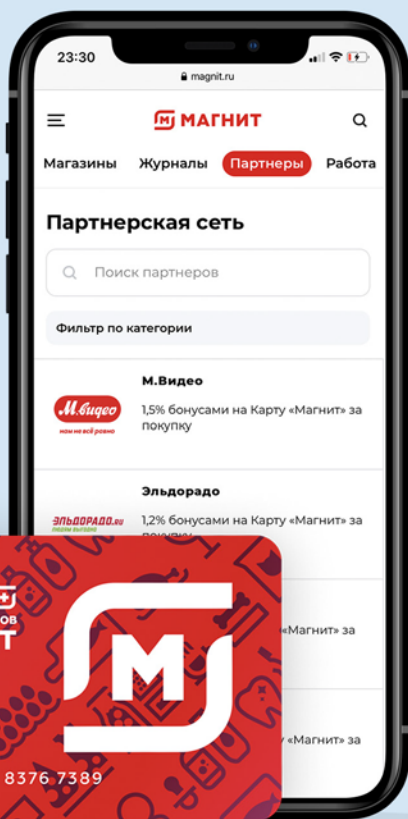 23:30
magnit.ru
МАГНИТ
Магазины Журналы Партнеры Работа
Партнерская сеть
Поиск партнеров
Фильтр по категории
М.Видео
М.видео
нам не всё равно
1,5% бонусами на Карту «Магнит» за
покупку
Эльдорадо
ЭЛЬДОРАДО.RU
1,2% бонусами на Карту «Магнит» за
покупку
«Магнит» за
«Магнит» за
М
8376 7389